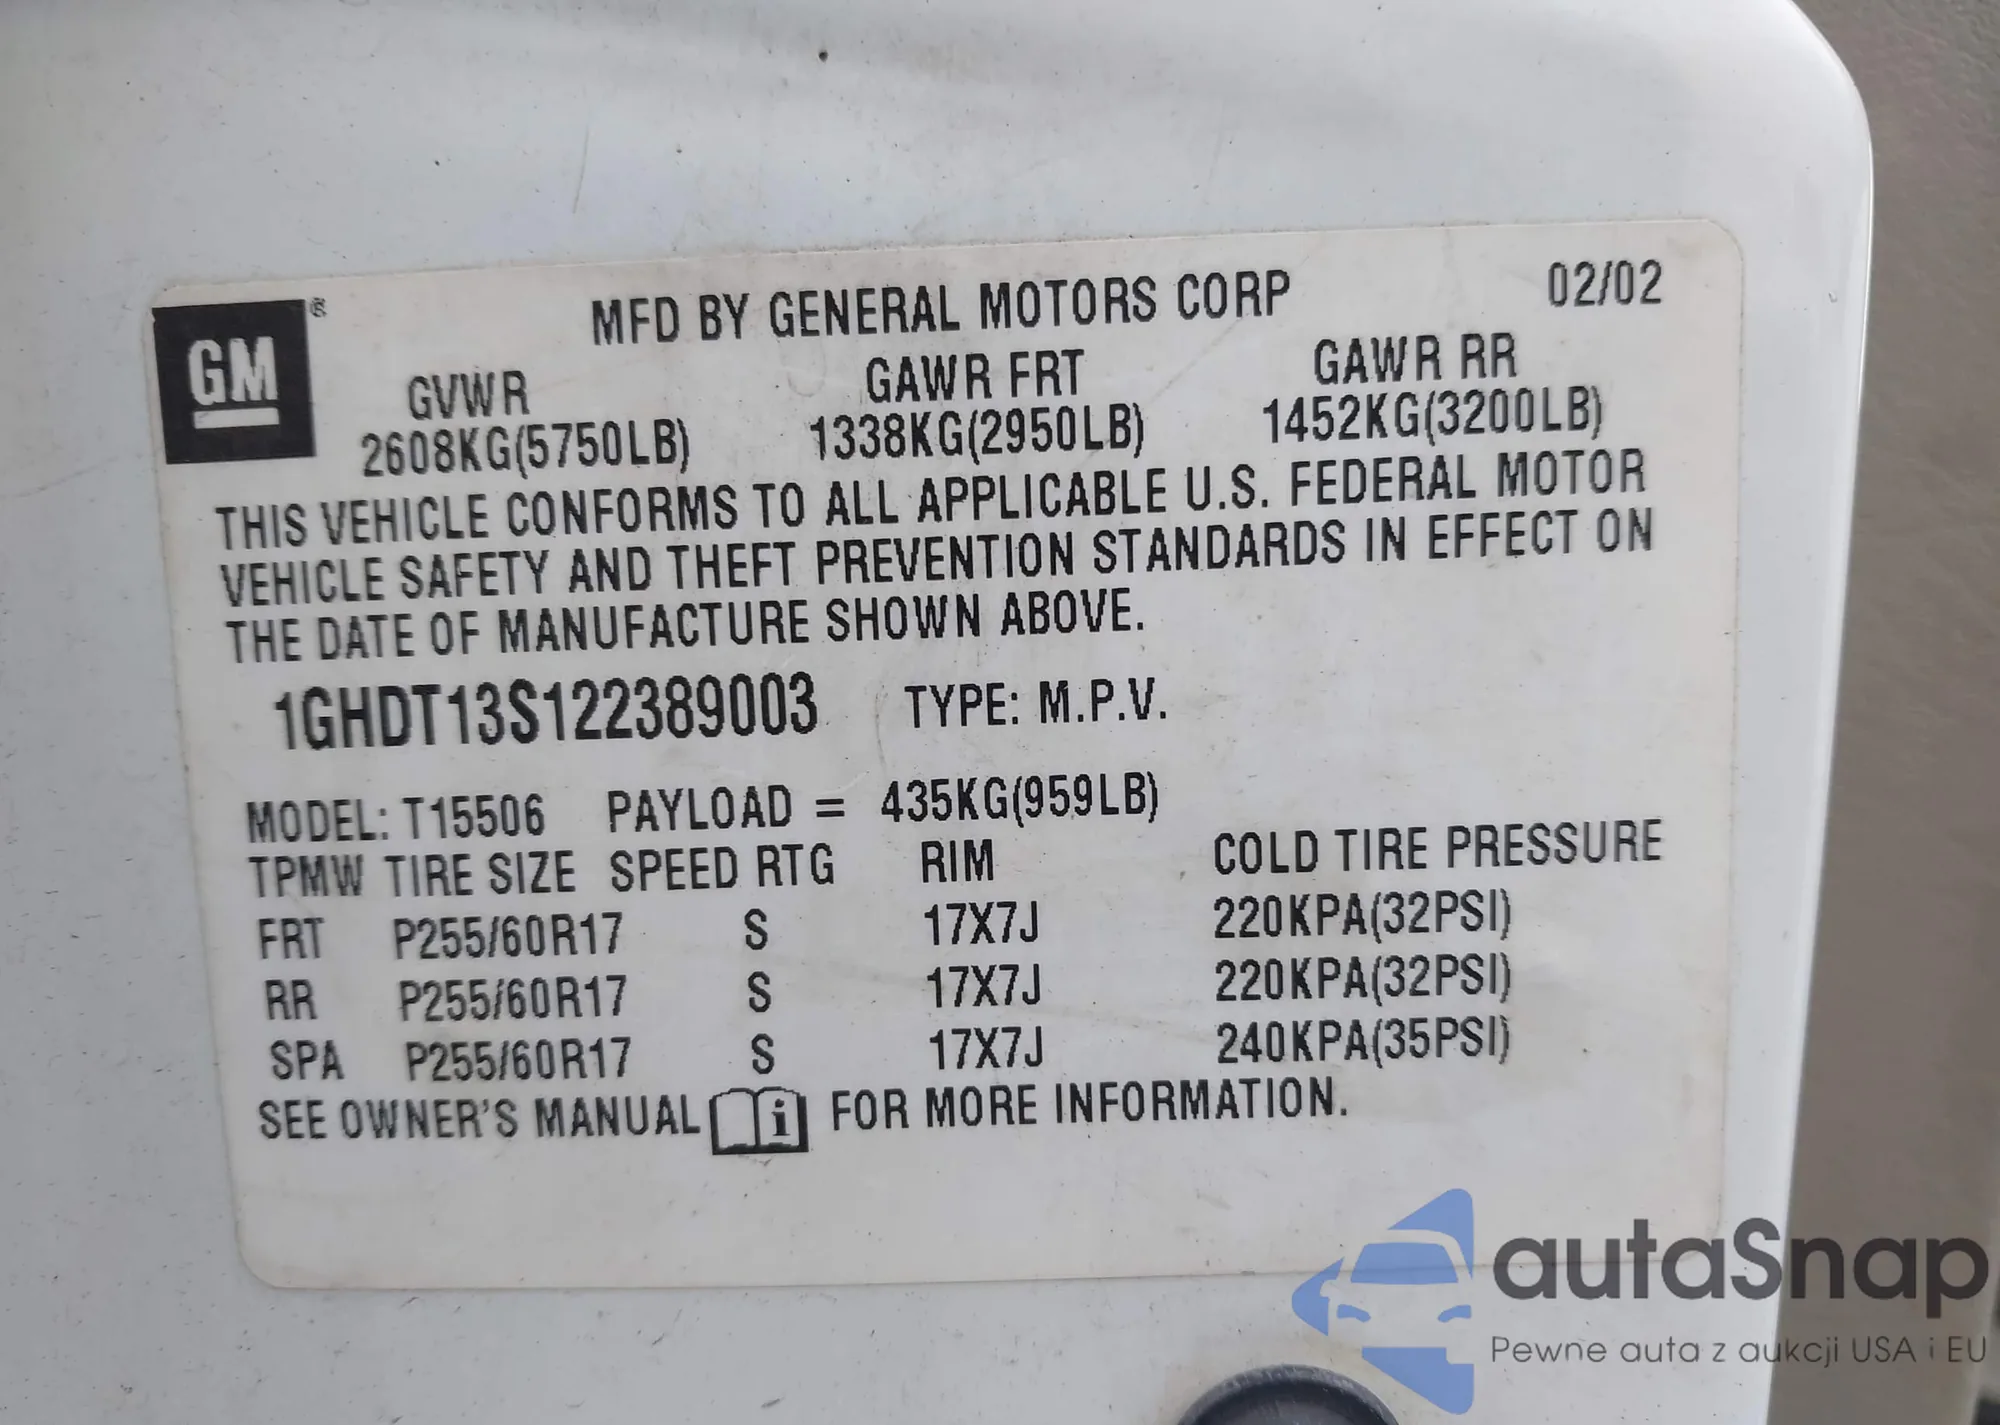 GM®
MFD BY GENERAL MOTORS CORP 02/02
GVWR GAWR FRT GAWR RR
2608KG(5750LB) 1338KG(2950LB) 1452KG(3200LB)
THIS VEHICLE CONFORMS TO ALL APPLICABLE U.S. FEDERAL MOTOR
VEHICLE SAFETY AND THEFT PREVENTION STANDARDS IN EFFECT ON
THE DATE OF MANUFACTURE SHOWN ABOVE.
1GHDT13S122389003 TYPE: M.P.V.
MODEL: T15506 PAYLOAD = 435KG(959LB)
TPMW TIRE SIZE SPEED RTG RIM COLD TIRE PRESSURE
FRT P255/60R17 S 17X7J 220KPA(32PSI)
RR P255/60R17 S 17X7J 220KPA(32PSI)
SPA P255/60R17 S 17X7J 240KPA(35PSI)
SEE OWNER'S MANUAL i FOR MORE INFORMATION.
autaSnap
Pewne auta z aukcji USA i EU